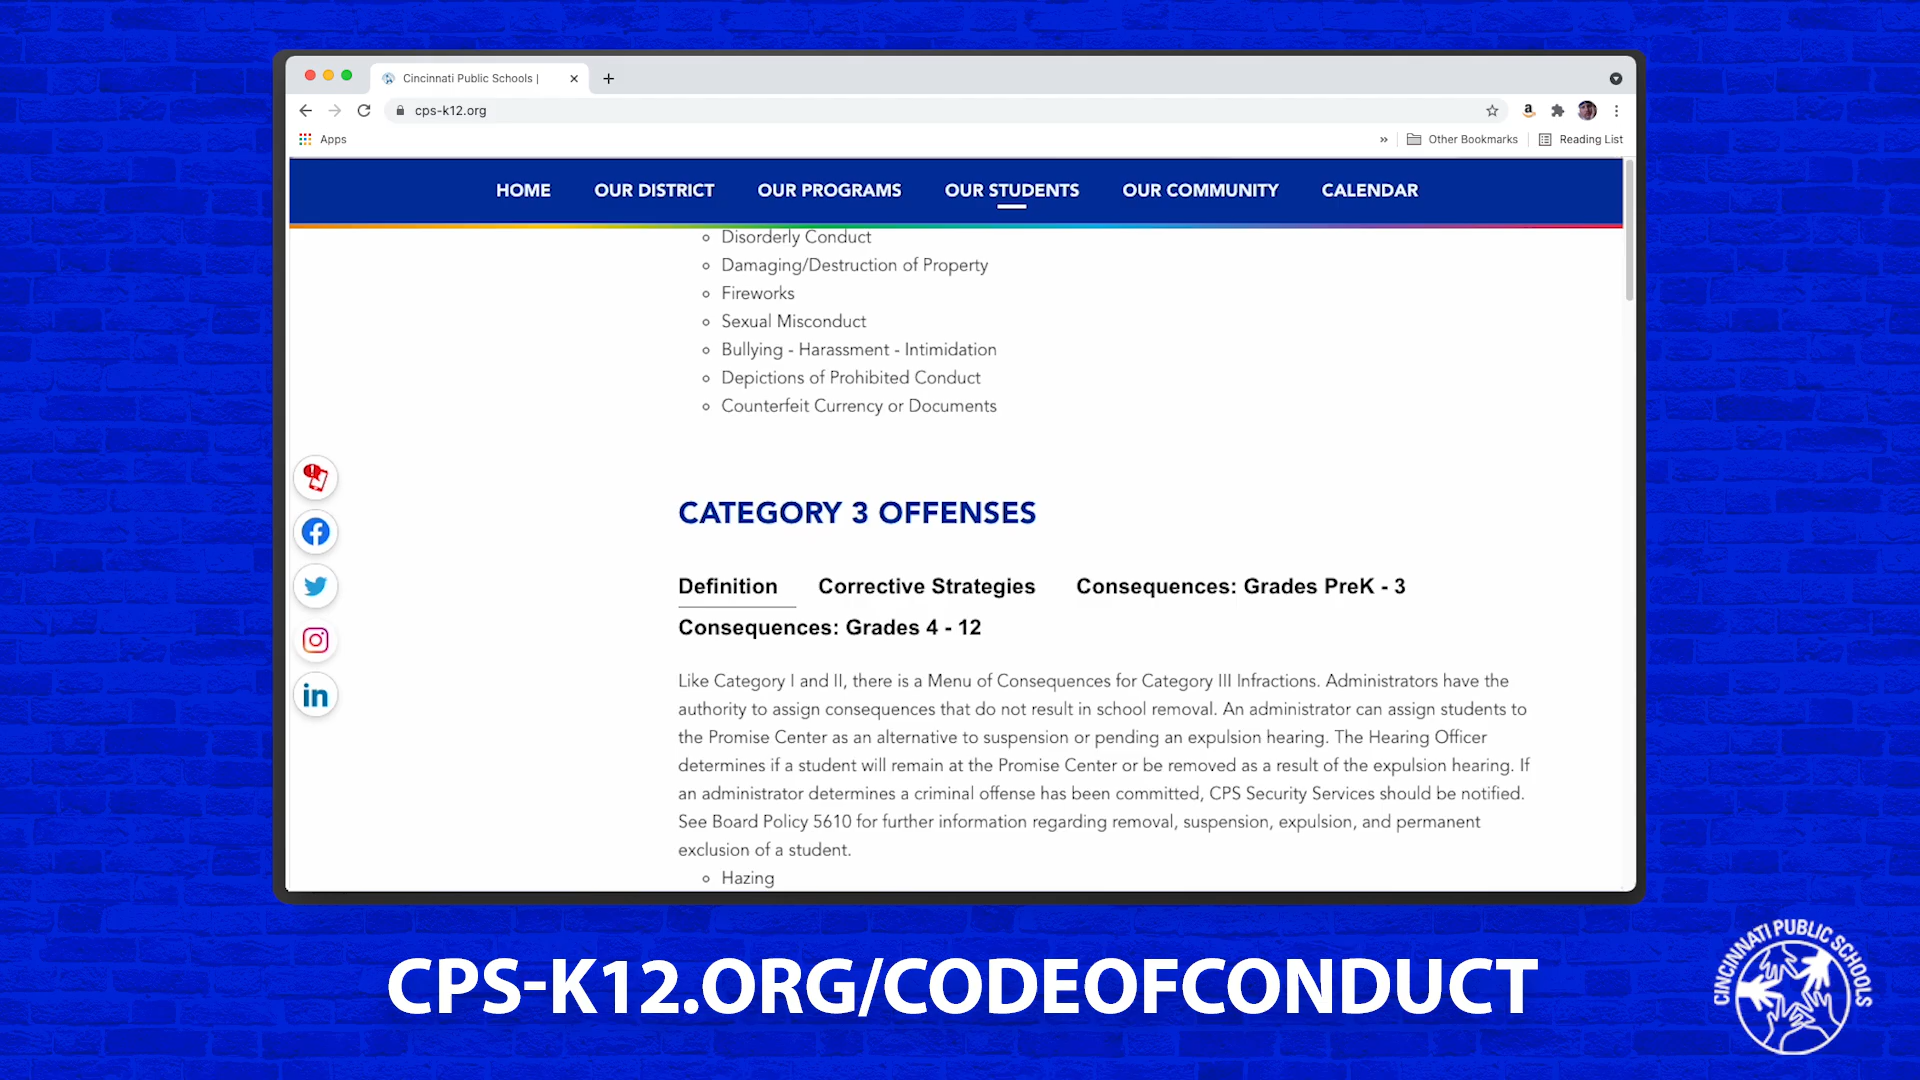 Cincinnati Public Schools |
cps-k12.org
Apps
» Other Bookmarks Reading List
HOME OUR DISTRICT OUR PROGRAMS OUR STUDENTS OUR COMMUNITY CALENDAR
Disorderly Conduct
Damaging/Destruction of Property
Fireworks
Sexual Misconduct
Bullying - Harassment - Intimidation
Depictions of Prohibited Conduct
Counterfeit Currency or Documents
CATEGORY 3 OFFENSES
Definition Corrective Strategies Consequences: Grades PreK - 3
Consequences: Grades 4 - 12
Like Category I and II, there is a Menu of Consequences for Category III Infractions. Administrators have the
authority to assign consequences that do not result in school removal. An administrator can assign students to
the Promise Center as an alternative to suspension or pending an expulsion hearing. The Hearing Officer
determines if a student will remain at the Promise Center or be removed as a result of the expulsion hearing. If
an administrator determines a criminal offense has been committed, CPS Security Services should be notified.
See Board Policy 5610 for further information regarding removal, suspension, expulsion, and permanent
exclusion of a student.
Hazing
CPS-K12.ORG/CODEOFCONDUCT
CINCINNATI PUBLIC SCHOOLS